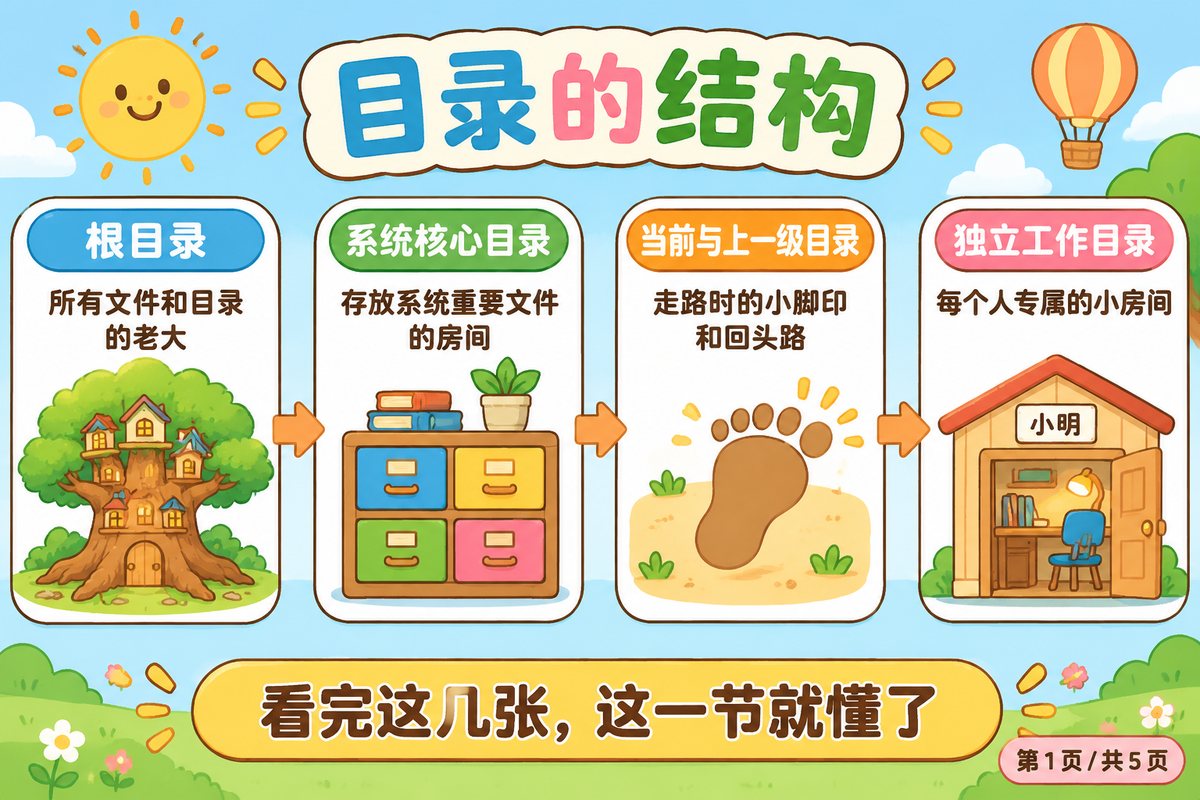 目录的结构
根目录
所有文件和目录
的老大
系统核心目录
存放系统重要文件
的房间
当前与上一级目录
走路时的小脚印
和回头路
独立工作目录
每个人专属的小房间
小明
看完这几张，这一节就懂了
第1页/共5页